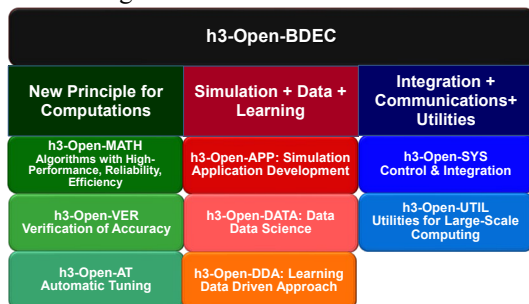 h3-Open-BDEC
New Principle for
Computations
Simulation + Data +
Learning
Integration +
Communications+
Utilities
h3-Open-MATH
Algorithms with High-
Performance, Reliability,
Efficiency
h3-Open-APP: Simulation
Application Development
h3-Open-SYS
Control & Integration
h3-Open-VER
Verification of Accuracy
h3-Open-DATA: Data
Data Science
h3-Open-UTIL
Utilities for Large-Scale
Computing
h3-Open-AT
Automatic Tuning
h3-Open-DDA: Learning
Data Driven Approach